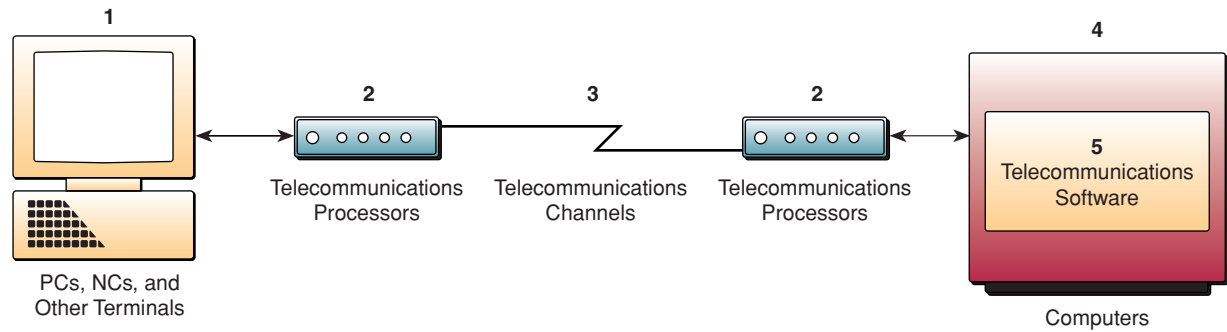 1
PCs, NCs, and
Other Terminals
2
Telecommunications
Processors
3
Telecommunications
Channels
2
Telecommunications
Processors
4
5
Telecommunications
Software
Computers